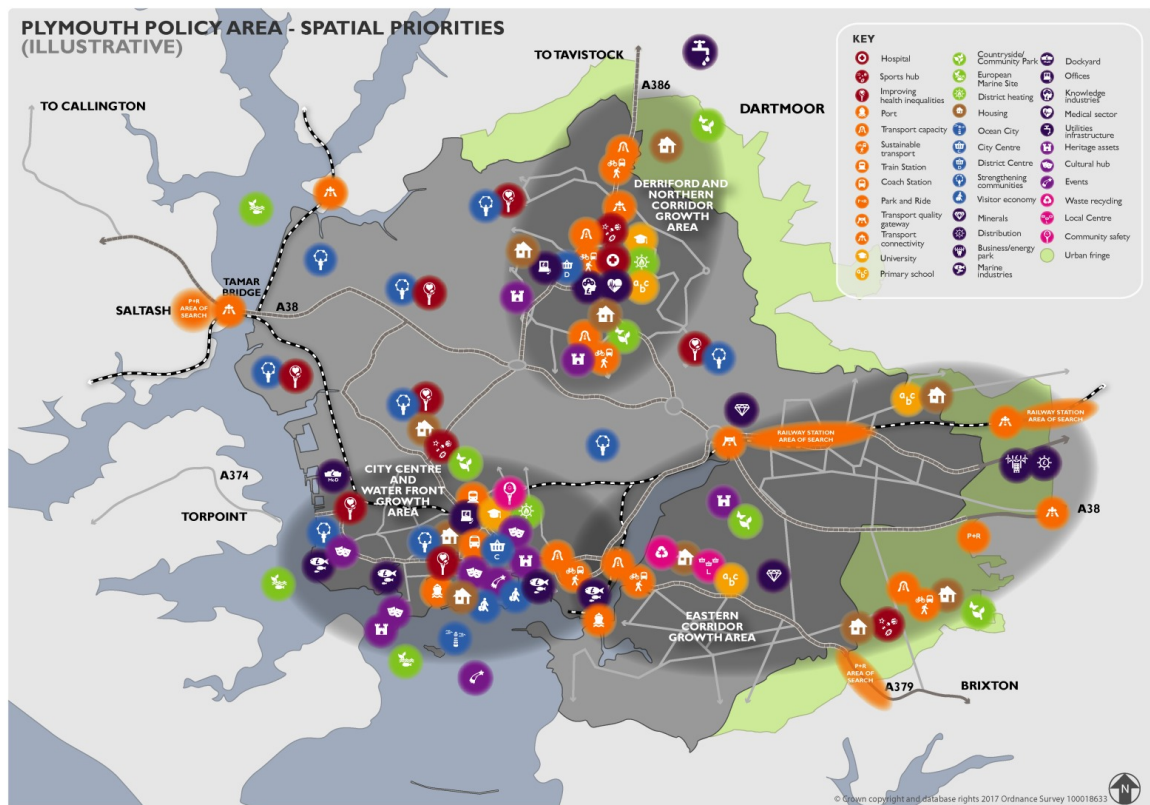 PLYMOUTH POLICY AREA - SPATIAL PRIORITIES
(ILLUSTRATIVE)
TO TAVISTOCK
A386
DARTMOOR
TO CALLINGTON
DERRIFORD AND
NORTHERN
CORRIDOR GROWTH
AREA
TAMAR
BRIDGE
SALTASH
P+R
AREA OF
SEARCH
A38
RAILWAY STATION
AREA OF SEARCH
RAILWAY STATION
AREA OF SEARCH
A374
TORPOINT
CITY CENTRE
AND
WATER FRONT
GROWTH
AREA
A38
P+R
EASTERN
CORRIDOR
GROWTH AREA
P+R
AREA OF
SEARCH
A379
BRIXTON
KEY
Hospital
Sports hub
Improving
health inequalities
Port
Transport capacity
Sustainable
transport
Train Station
Coach Station
P+R
Park and Ride
Transport quality
gateway
Transport
connectivity
University
a b c
Primary school
Countryside/
Community Park
European
Marine Site
District heating
Housing
Ocean City
C
City Centre
D
District Centre
Strengthening
communities
Visitor economy
Minerals
Distribution
Business/energy
park
Marine
industries
Dockyard
Offices
Knowledge
industries
Medical sector
Utilities
infrastructure
Heritage assets
Cultural hub
Events
Waste recycling
L
Local Centre
Community safety
Urban fringe
D
a b c
a b c
C
L
a b c
N
© Crown copyright and database rights 2017 Ordnance Survey 100018633